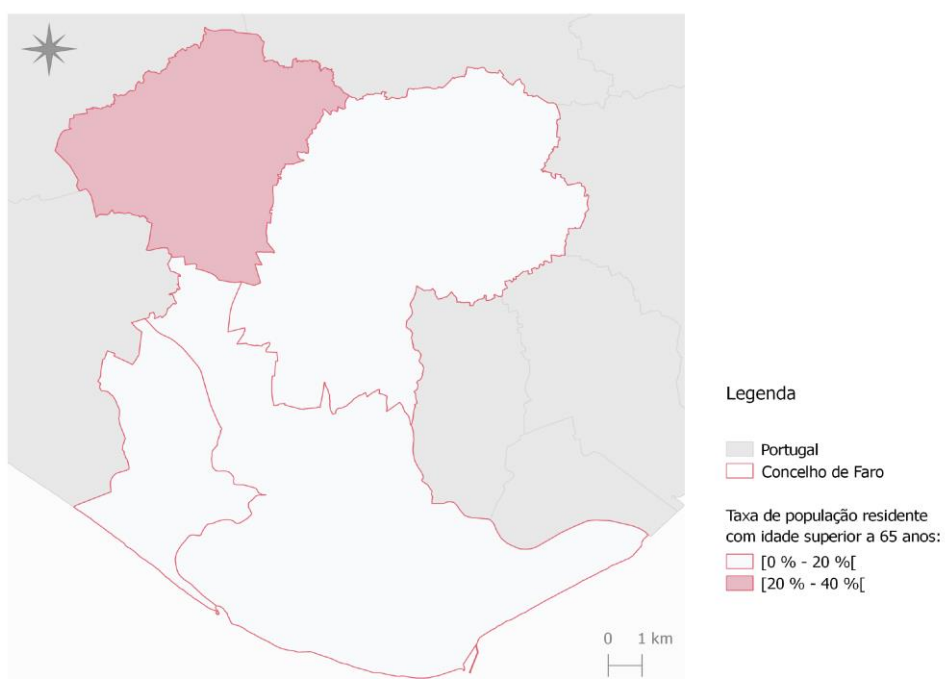 Legenda
Portugal
Concelho de Faro
Taxa de população residente
com idade superior a 65 anos:
[0 % - 20 %[
[20 % - 40 %[
0 1 km